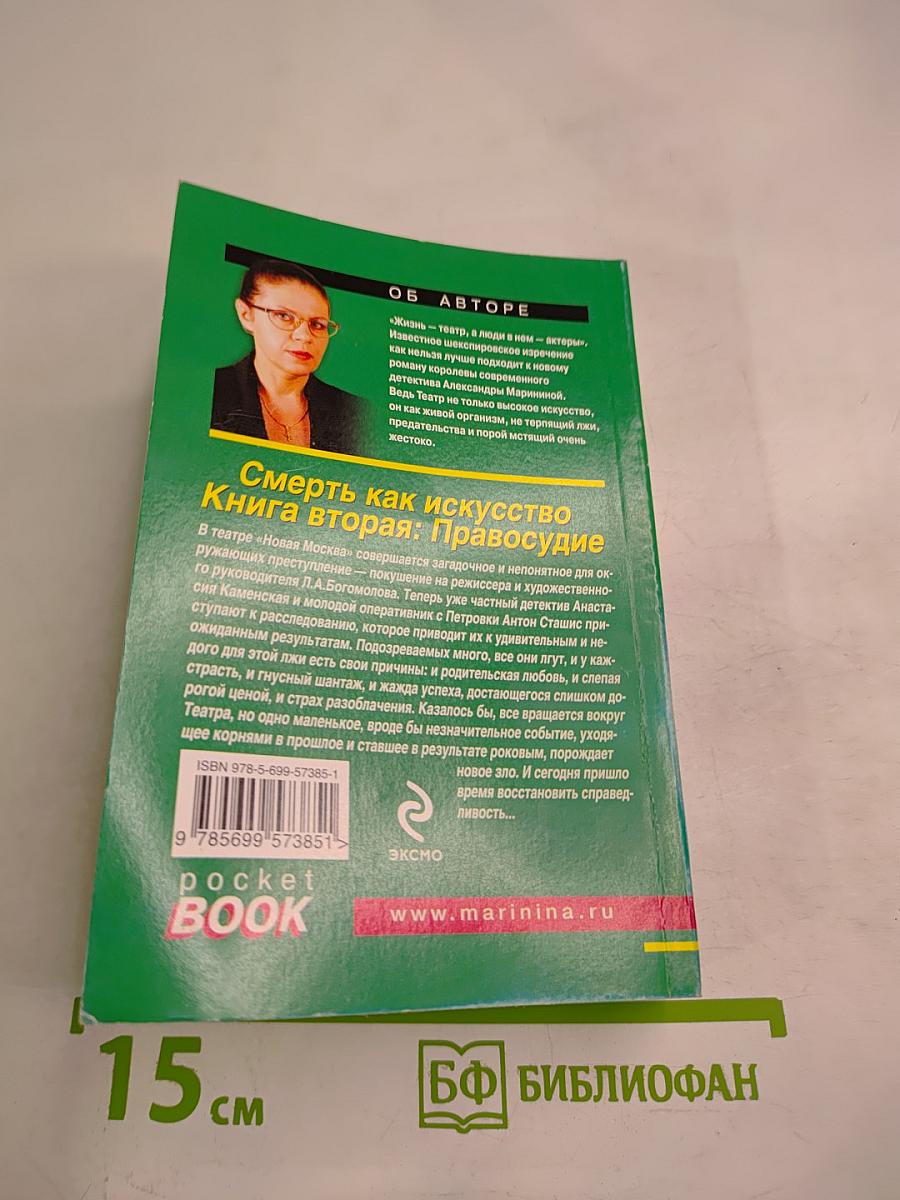 ОБ АВТОРЕ
«Жизнь — театр, а люди в нем — актеры».
Известное шекспировское изречение
как нельзя лучше подходит к новому
роману королевы современного
детектива Александры Марининой.
Ведь Театр не только высокое искусство,
он как живой организм, не терпящий лжи,
предательства и порой мстящий очень
жестоко.
Смерть как искусство
Книга вторая: Правосудие
В театре «Новая Москва» совершается загадочное и непонятное для ок-
ружающих преступление — покушение на режиссера и художественно-
го руководителя Л.А.Богомолова. Теперь уже частный детектив Анаста-
сия Каменская и молодой оперативник с Петровки Антон Сташис при-
ступают к расследованию, которое приводит их к удивительным и не-
ожиданным результатам. Подозреваемых много, все они лгут, и у каж-
дого для этой лжи есть свои причины: и родительская любовь, и слепая
страсть, и гнусный шантаж, и жажда успеха, достающегося слишком до-
рогой ценой, и страх разоблачения. Казалось бы, все вращается вокруг
Театра, но одно маленькое, вроде бы незначительное событие, уходя-
щее корнями в прошлое и ставшее в результате роковым, порождает
новое зло. И сегодня пришло
время восстановить справед-
ливость...
ISBN 978-5-699-57385-1
9 785699 573851 >
ЭКСМО
pocket
BOOK
www.marinina.ru
15 см
БФ БИБЛИОФАН